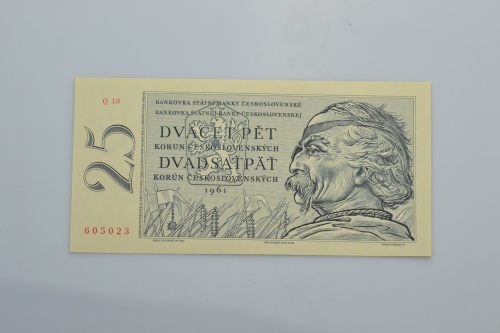 Q 10
25
605023
BANKOVKA STÁTNÍ BANKY ČESKOSLOVENSKÉ
BANKOVKA ŠTÁTNEJ BANKY ČESKOSLOVENSKEJ
DVACET PĚT
KORUN ČESKOSLOVENSKÝCH
DVADSAŤPÄŤ
KORÚN ČESKOSLOVENSKÝCH
1961